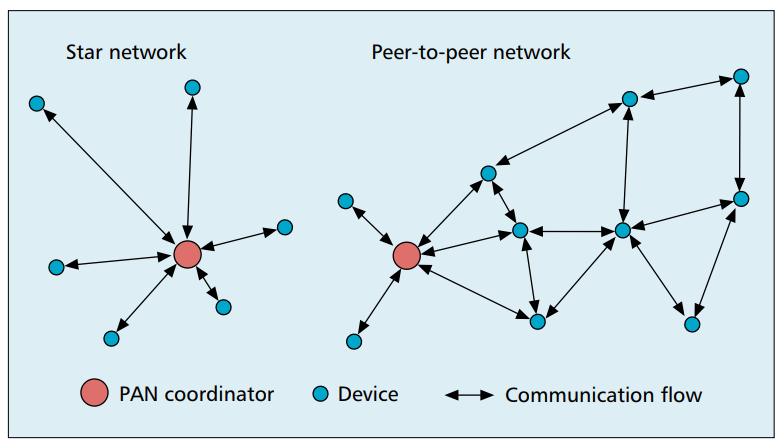 Star network
Peer-to-peer network
PAN coordinator
Device
Communication flow